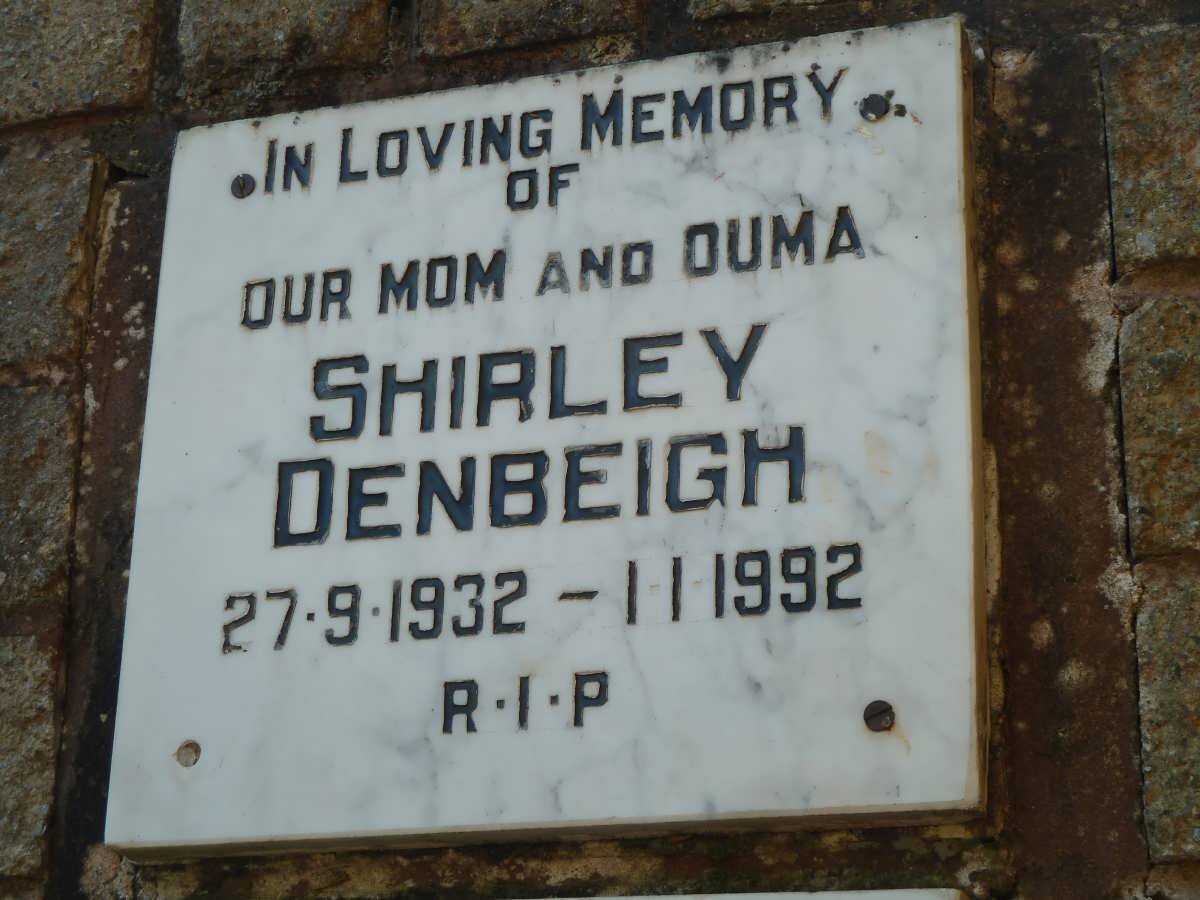 IN LOVING MEMORY
OF
OUR MOM AND OUMA
SHIRLEY
DENBEIGH
27·9·1932 – 1 1 1992
R·I·P